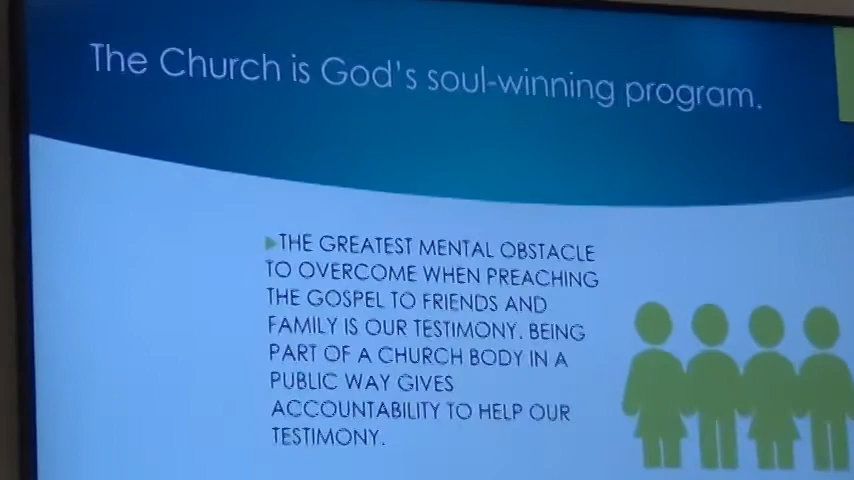 The Church is God's soul-winning program.
THE GREATEST MENTAL OBSTACLE
TO OVERCOME WHEN PREACHING
THE GOSPEL TO FRIENDS AND
FAMILY IS OUR TESTIMONY. BEING
PART OF A CHURCH BODY IN A
PUBLIC WAY GIVES
ACCOUNTABILITY TO HELP OUR
TESTIMONY.